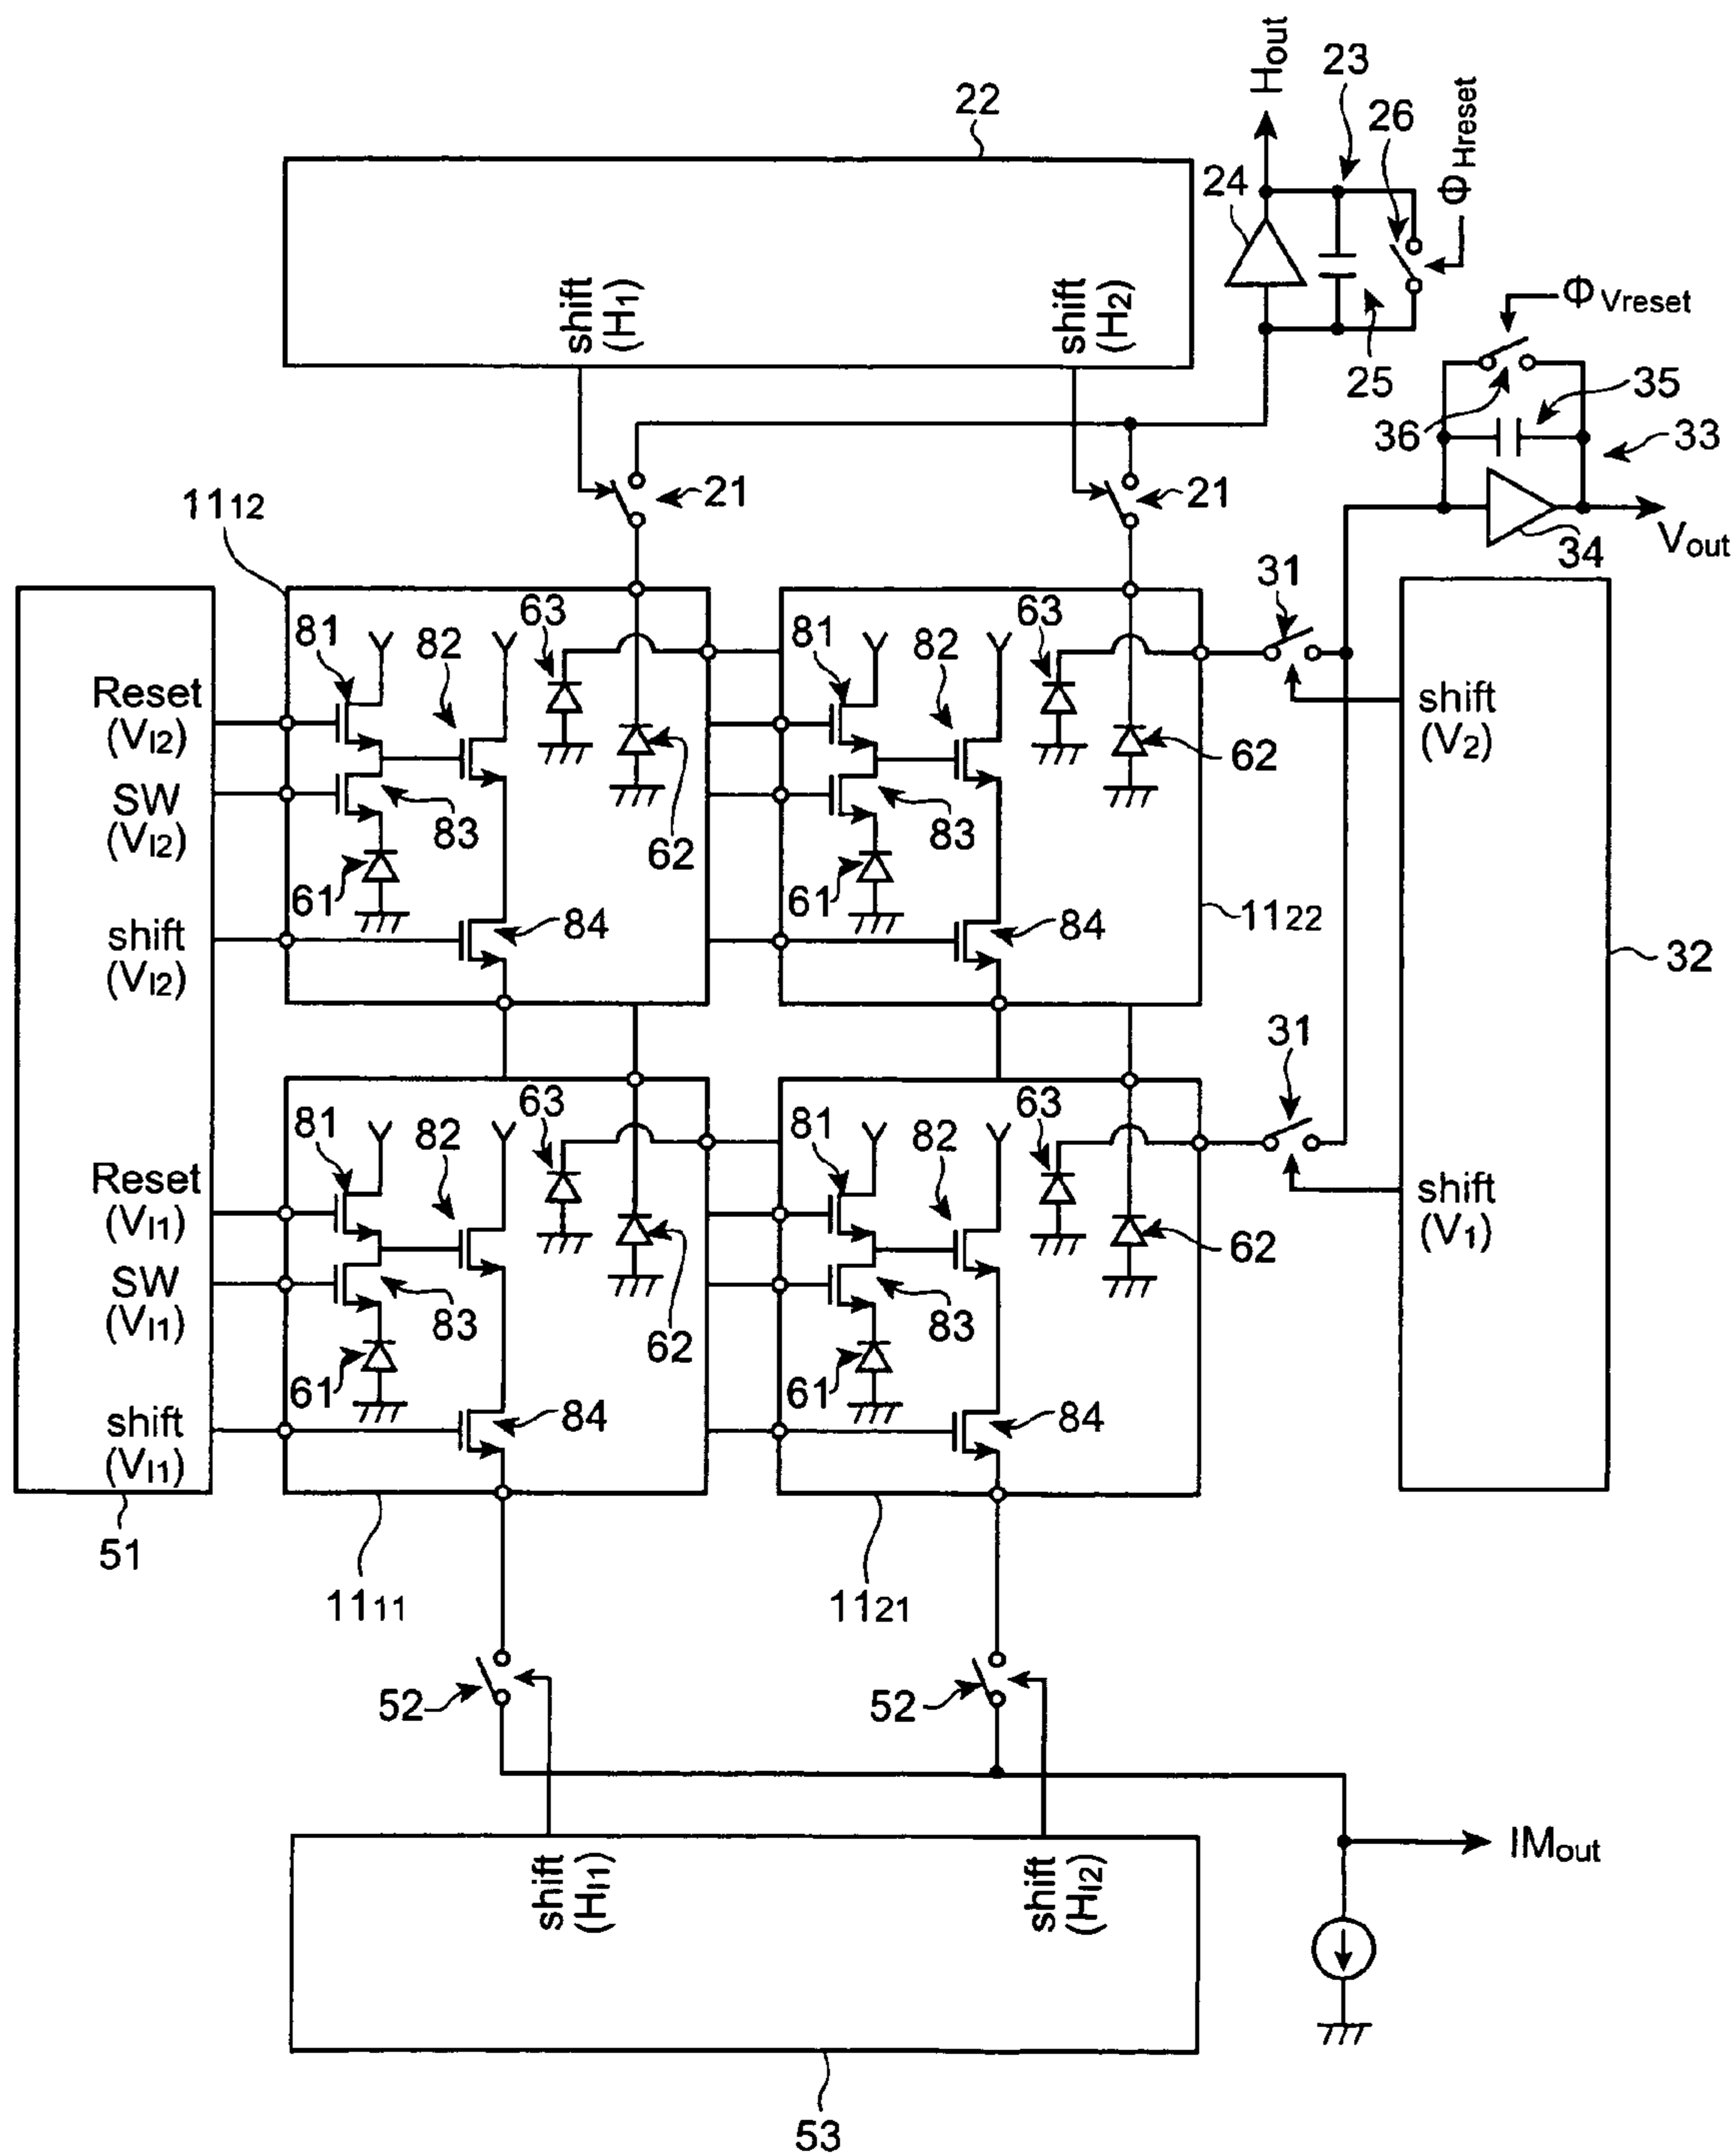 Hout
23
22
26
ΦHreset
24
shift
(H1)
shift
(H2)
ΦVreset
25
35
36
33
21
21
1112
34
Vout
31
63
63
81
82
81
82
Reset
(VI2)
shift
(V2)
SW
(VI2)
62
83
62
83
61
61
shift
(VI2)
84
84
1122
32
31
63
63
81
82
81
82
Reset
(VI1)
shift
(V1)
62
SW
(VI1)
83
62
83
61
61
shift
(VI1)
84
84
51
1111
1121
52
52
IMout
shift
(HI1)
shift
(HI2)
53